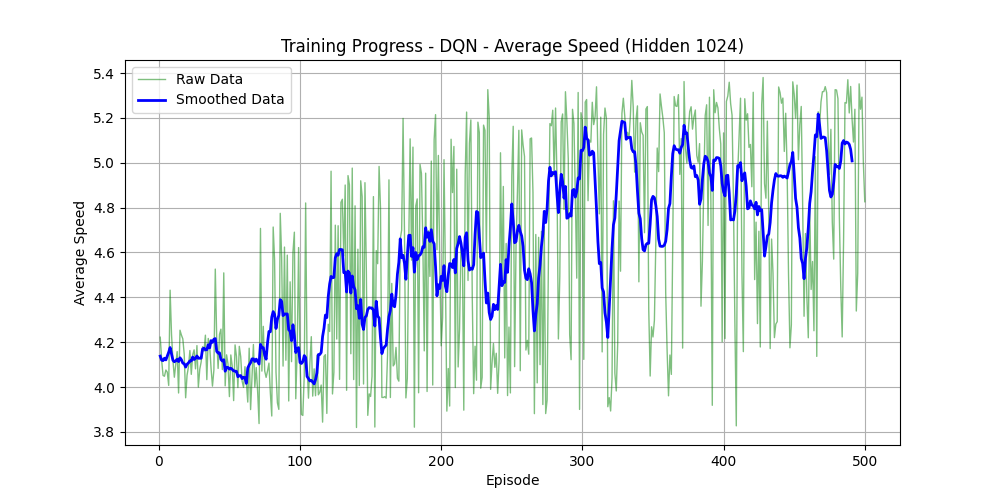 Training Progress - DQN - Average Speed (Hidden 1024)
Raw Data
Smoothed Data
Average Speed
5.4
5.2
5.0
4.8
4.6
4.4
4.2
4.0
3.8
0 100 200 300 400 500
Episode